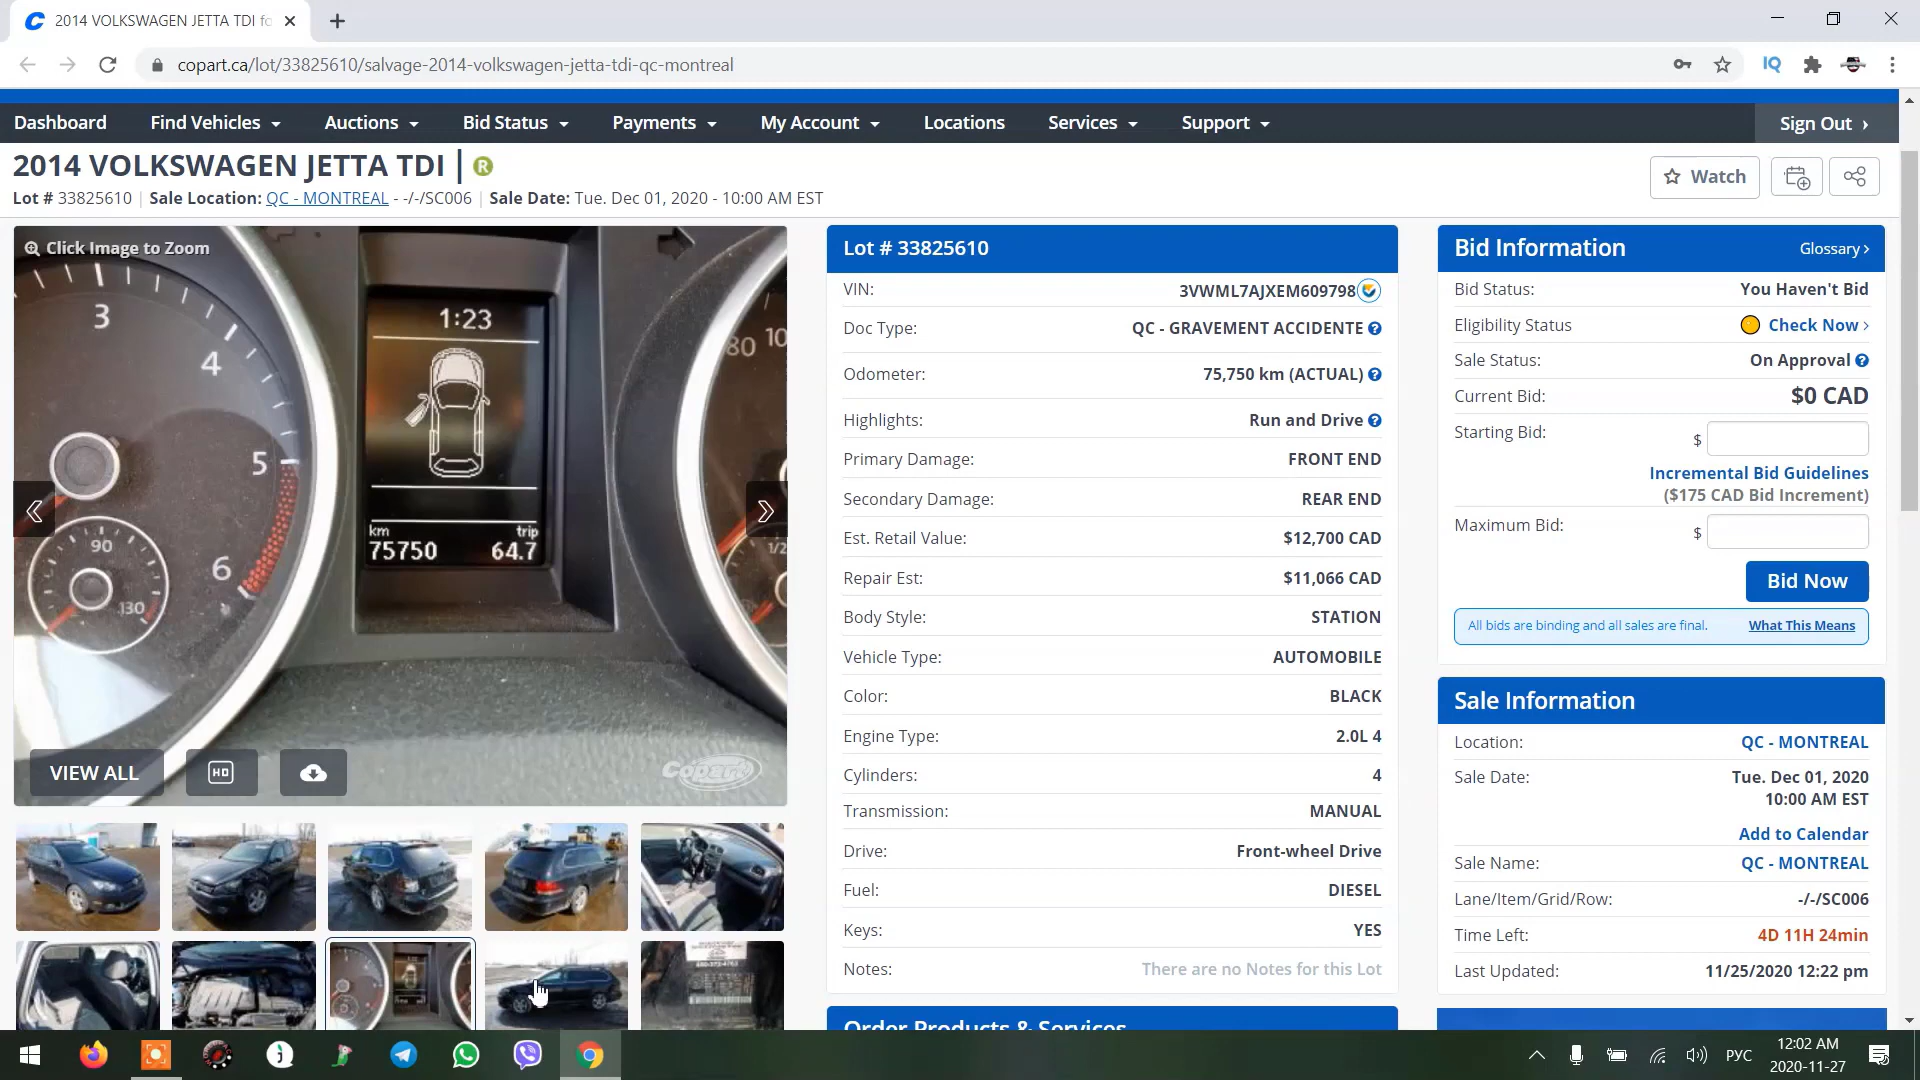 2014 VOLKSWAGEN JETTA TDI fo
copart.ca/lot/33825610/salvage-2014-volkswagen-jetta-tdi-qc-montreal
IQ
Dashboard Find Vehicles Auctions Bid Status Payments My Account Locations Services Support Sign Out ›
2014 VOLKSWAGEN JETTA TDI | R
Lot # 33825610 | Sale Location: QC - MONTREAL - -/-/SC006 | Sale Date: Tue. Dec 01, 2020 - 10:00 AM EST
Watch
Click Image to Zoom
3
4
5
6
90
130
1:23
km trip
75750 64.7
80
10
1/2
Copart
VIEW ALL
HD
Lot # 33825610
VIN: 3VWML7AJXEM609798
Doc Type: QC - GRAVEMENT ACCIDENTE
Odometer: 75,750 km (ACTUAL)
Highlights: Run and Drive
Primary Damage: FRONT END
Secondary Damage: REAR END
Est. Retail Value: $12,700 CAD
Repair Est: $11,066 CAD
Body Style: STATION
Vehicle Type: AUTOMOBILE
Color: BLACK
Engine Type: 2.0L 4
Cylinders: 4
Transmission: MANUAL
Drive: Front-wheel Drive
Fuel: DIESEL
Keys: YES
Notes: There are no Notes for this Lot
Order Products & Services
Bid Information Glossary ›
Bid Status: You Haven't Bid
Eligibility Status Check Now ›
Sale Status: On Approval
Current Bid: $0 CAD
Starting Bid: $
Incremental Bid Guidelines
($175 CAD Bid Increment)
Maximum Bid: $
Bid Now
All bids are binding and all sales are final. What This Means
Sale Information
Location: QC - MONTREAL
Sale Date: Tue. Dec 01, 2020
10:00 AM EST
Add to Calendar
Sale Name: QC - MONTREAL
Lane/Item/Grid/Row: -/-/SC006
Time Left: 4D 11H 24min
Last Updated: 11/25/2020 12:22 pm
РУС
12:02 AM
2020-11-27